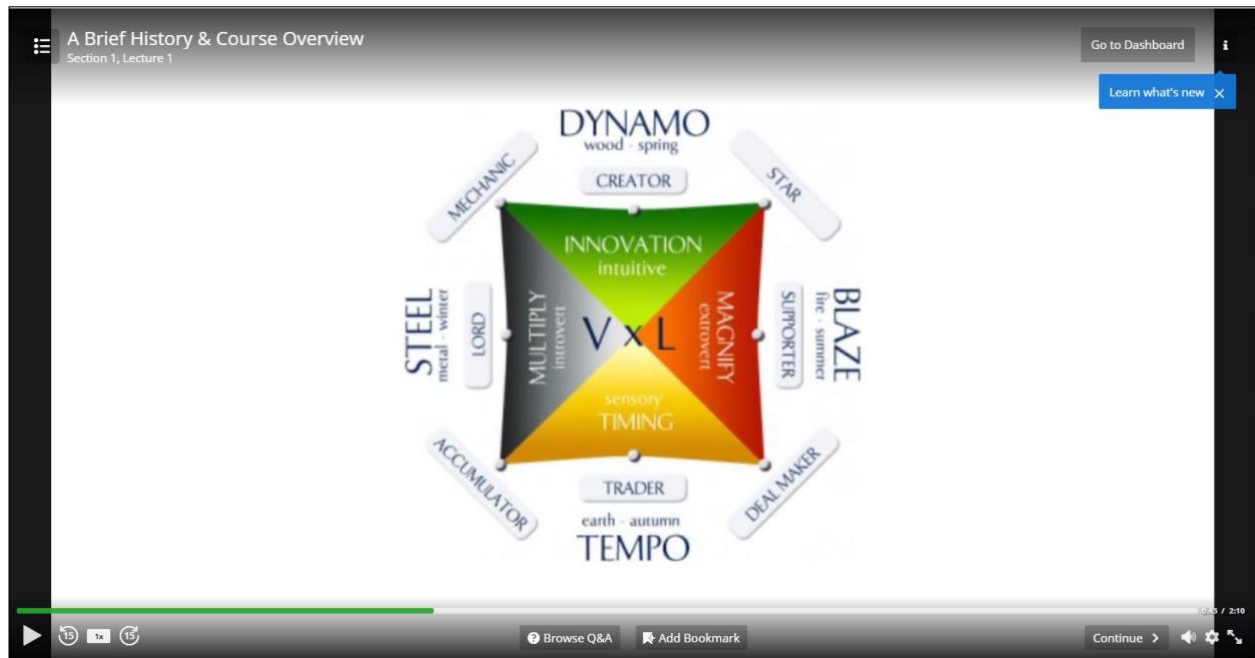 A Brief History & Course Overview
Section 1, Lecture 1
Go to Dashboard
i
Learn what's new ×
DYNAMO
wood - spring
MECHANIC
CREATOR
STAR
INNOVATION
intuitive
STEEL
metal - winter
LORD
MULTIPLY
introvert
V x L
MAGNIFY
extrovert
SUPPORTER
fire - summer
BLAZE
sensory
TIMING
ACCUMULATOR
TRADER
DEAL MAKER
earth - autumn
TEMPO
0:45 / 2:10
15
1x
15
? Browse Q&A
Add Bookmark
Continue >